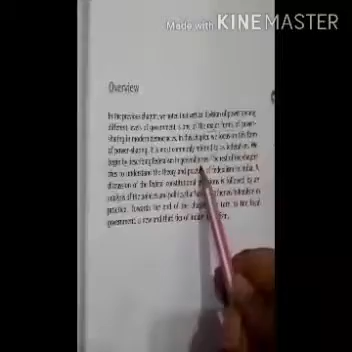 Made with KINEMASTER
Overview
In the previous chapter, we noted that vertical division of power among
different levels of government is one of the major forms of power-
sharing in modern democracies. In this chapter, we focus on this form
of power-sharing. It is most commonly referred to as federalism. We
begin by describing federalism in general terms. The rest of the chapter
tries to understand the theory and practice of federalism in India. A
discussion of the federal constitutional provisions is followed by an
analysis of the policies and politics that has strengthened federalism in
practice. Towards the end of the chapter, turn to the local
government, a new and third tier of Indian